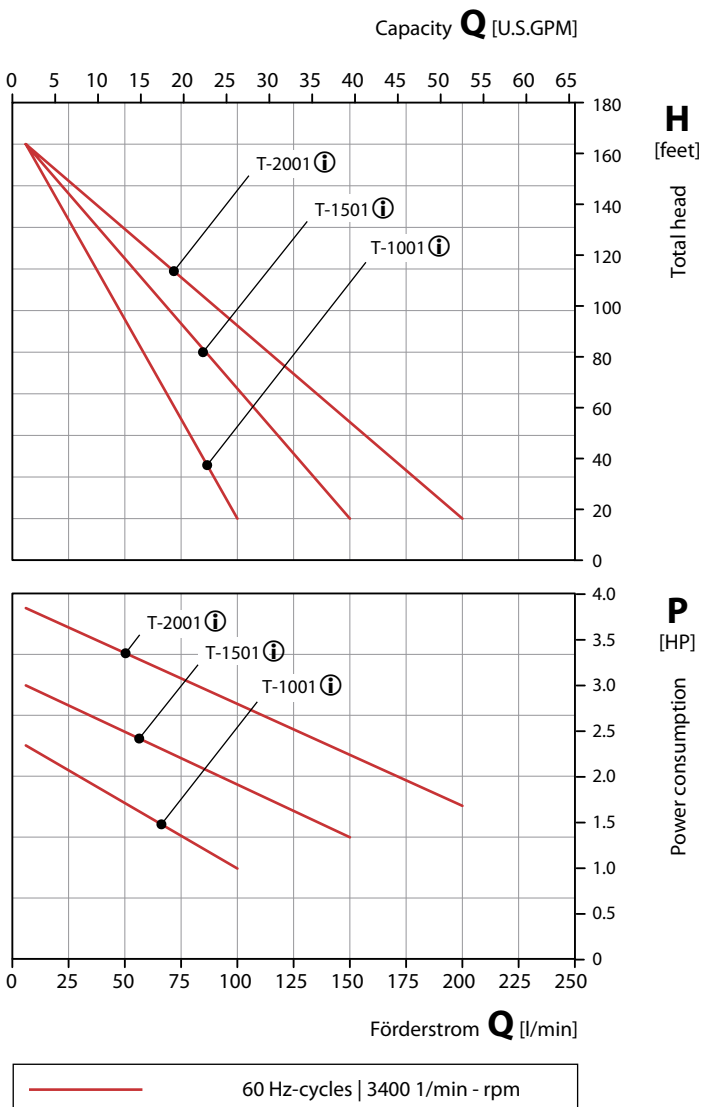 Capacity Q [U.S.GPM]
0 5 10 15 20 22 25 30 35 40 45 50 55 60 65
180
H
[feet]
160
T-2001 ⓘ
T-1501 ⓘ
140
Total head
T-1001 ⓘ
120
100
80
60
40
20
0
4.0
P
[HP]
T-2001 ⓘ
3.5
T-1501 ⓘ
T-1001 ⓘ
3.0
Power consumption
2.5
2.0
1.5
1.0
0.5
0
0 25 50 75 100 125 150 175 200 225 250
Förderstrom Q [l/min]
60 Hz-cycles | 3400 1/min - rpm